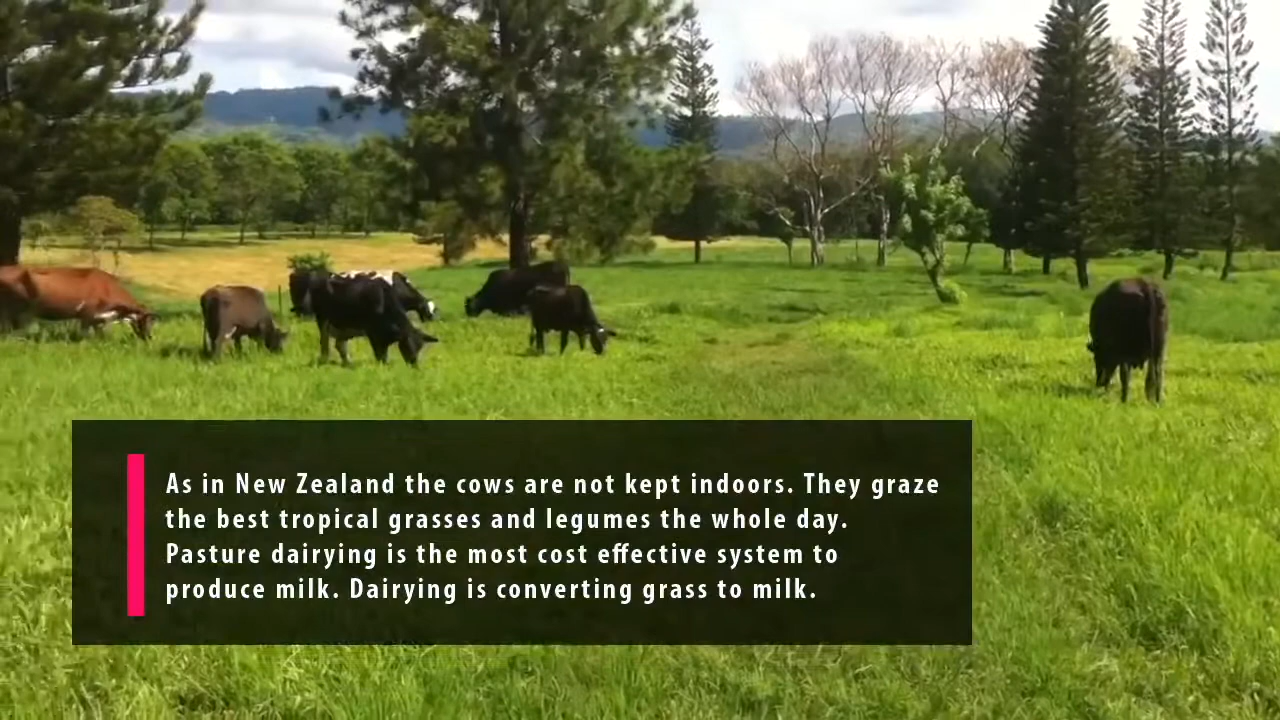 As in New Zealand the cows are not kept indoors. They graze
the best tropical grasses and legumes the whole day.
Pasture dairying is the most cost effective system to
produce milk. Dairying is converting grass to milk.